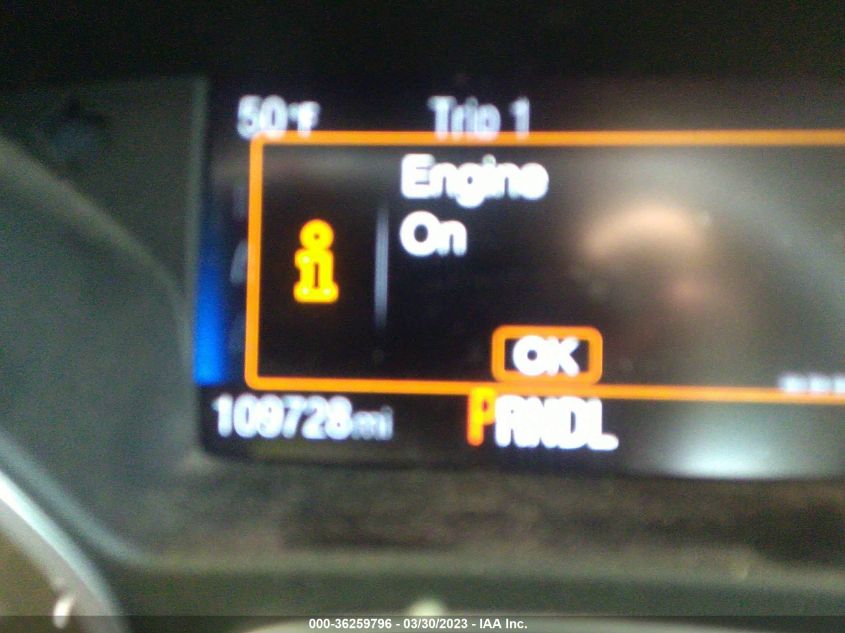 50°F Trip 1
Engine
On
OK
109728mi PRNDL
000-36259796 - 03/30/2023 - IAA Inc.